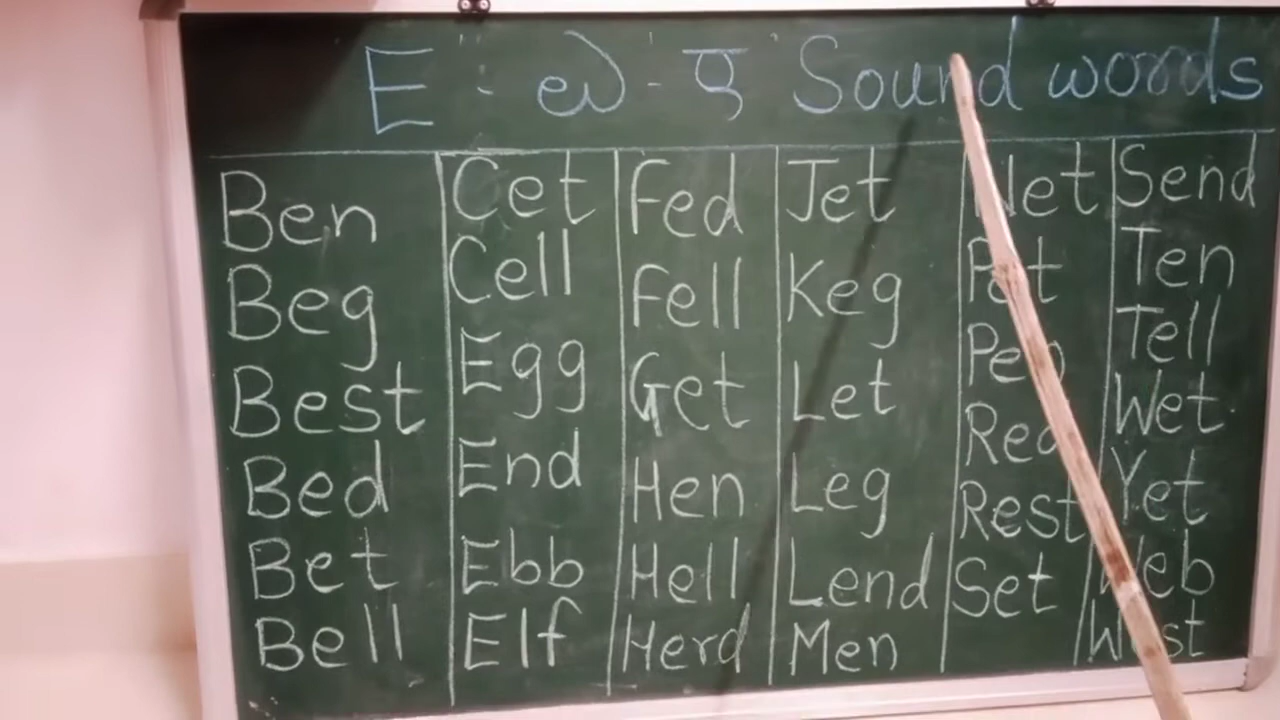 E : ఎ - ए Sound words
Ben Cet Fed Jet Net Send
Beg Cell Fell Keg Pet Ten
Best Egg Get Let Pen Tell
Bed End Hen Leg Red Wet
Bet Ebb Hell Lend Rest Yet
Bell Elf Herd Men Set Web
West